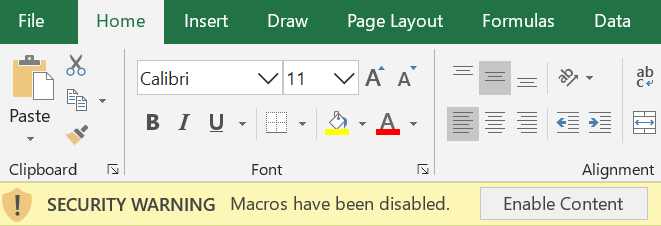 File Home Insert Draw Page Layout Formulas Data
Calibri 11 A A ab
c
Paste B I U A
Clipboard Font Alignment
SECURITY WARNING Macros have been disabled. Enable Content